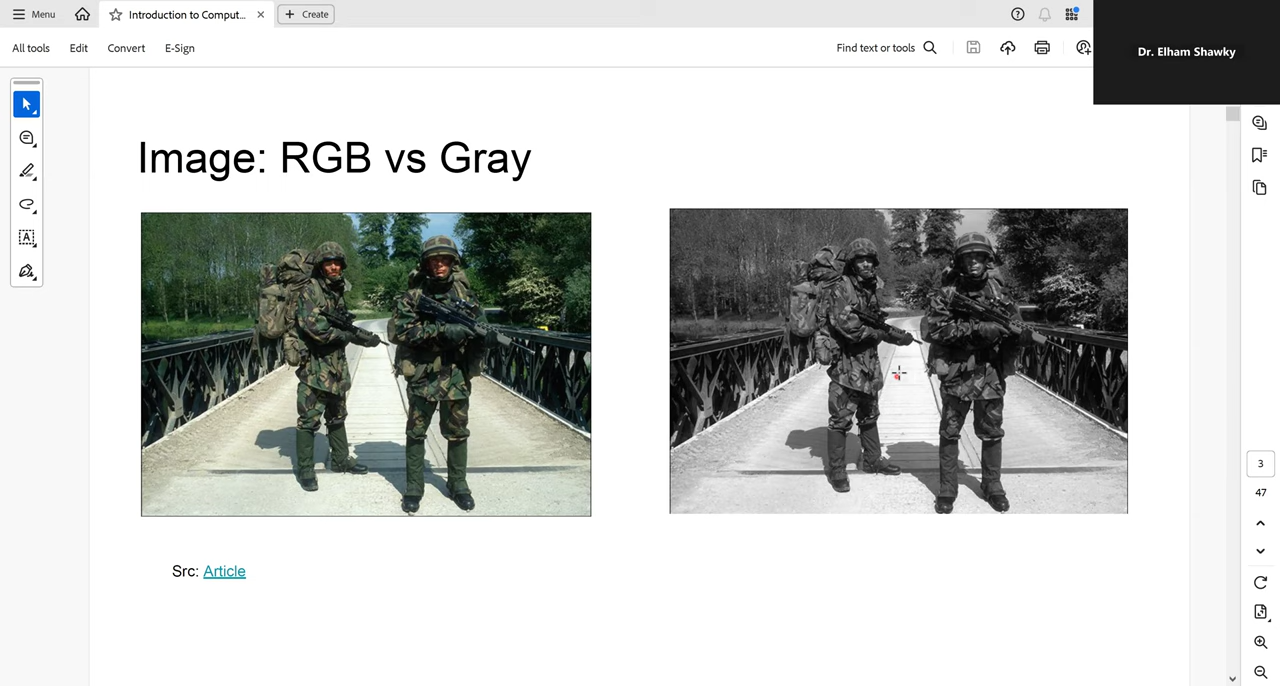 Menu
Introduction to Comput...
Create
All tools
Edit
Convert
E-Sign
Find text or tools
Dr. Elham Shawky
Image: RGB vs Gray
Src: Article
3
47